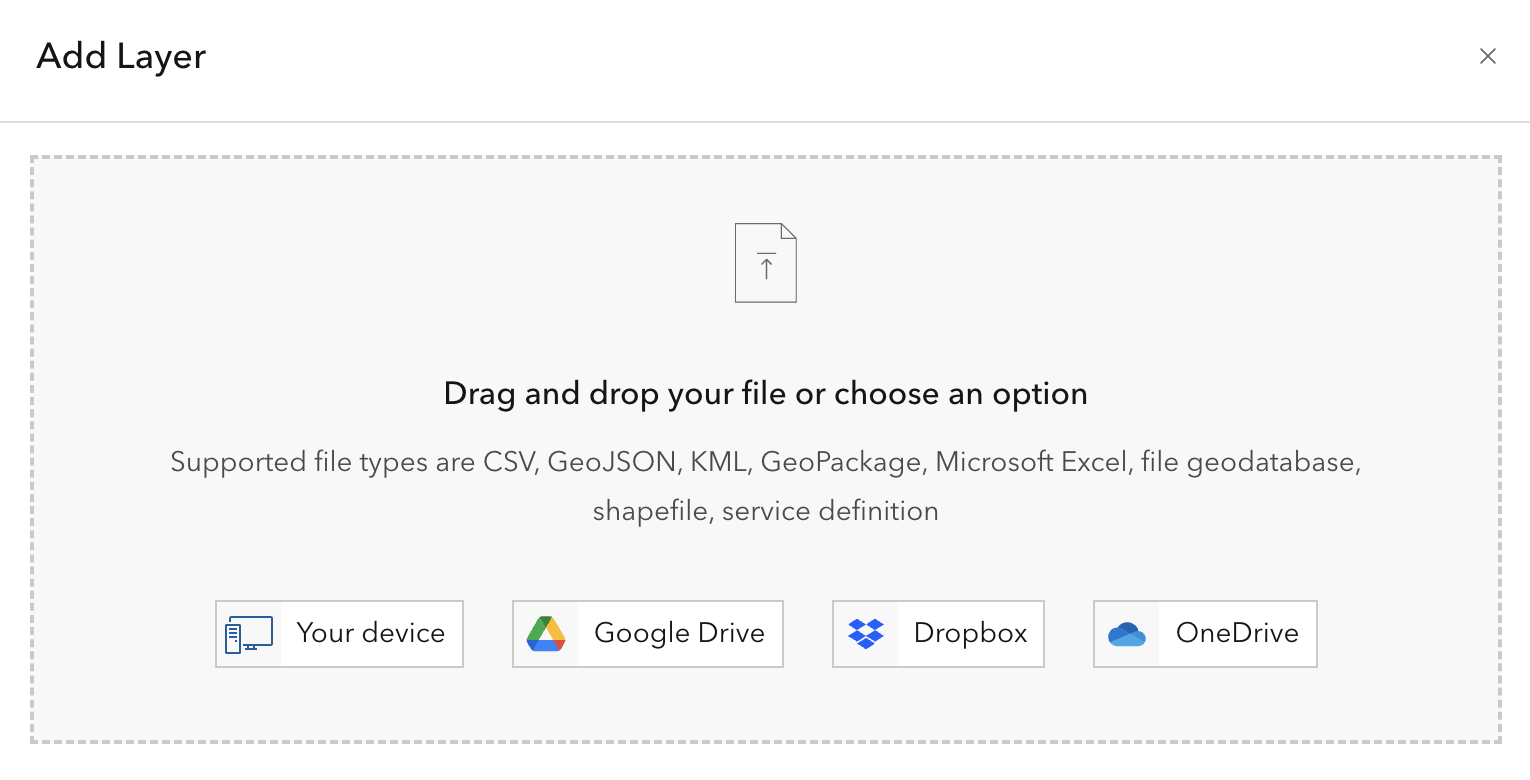 Add Layer
Drag and drop your file or choose an option
Supported file types are CSV, GeoJSON, KML, GeoPackage, Microsoft Excel, file geodatabase,
shapefile, service definition
Your device
Google Drive
Dropbox
OneDrive